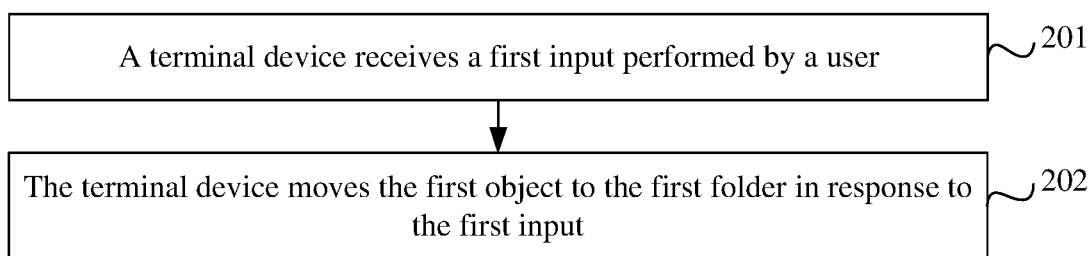 A terminal device receives a first input performed by a user
201
The terminal device moves the first object to the first folder in response to
the first input
202